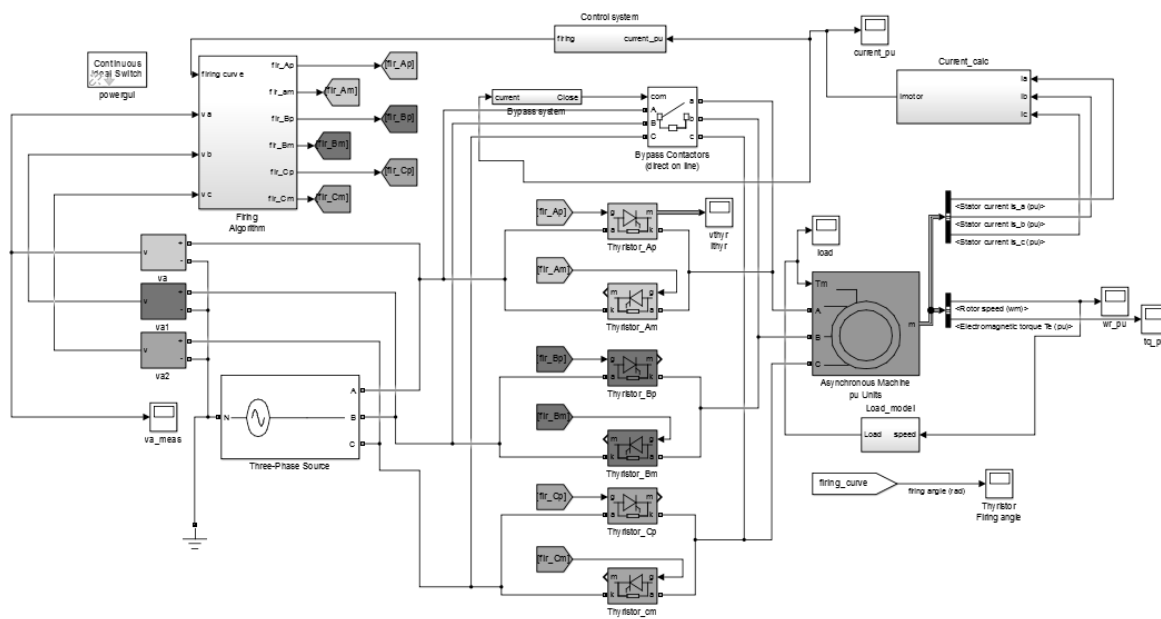 Control system
firing
current_pu
current_pu
Continuous
Ideal Switch
powergui
firing curve
va
vb
vc
fir_Ap
fir_am
fir_Bp
fir_Bm
fir_Cp
fir_Cm
[fir_Ap]
[fir_Am]
[fir_Bp]
[fir_Bm]
[fir_Cp]
[fir_Cm]
Firing
Algorithm
current
Close
Bypass system
com
A
B
C
a
b
c
Bypass Contactors
(direct on line)
Current_calc
Imotor
Ia
Ib
Ic
v
+
-
va
v
+
-
va1
v
+
-
va2
va_meas
N
A
B
C
Three-Phase Source
[fir_Ap]
g
m
a
k
Thyristor_Ap
vthyr
Ithyr
[fir_Am]
m
g
k
a
Thyristor_Am
[fir_Bp]
g
m
a
k
Thyristor_Bp
[fir_Bm]
m
g
k
a
Thyristor_Bm
[fir_Cp]
g
m
a
k
Thyristor_Cp
[fir_Cm]
m
g
k
a
Thyristor_cm
load
Tm
A
B
C
m
Asynchronous Machine
pu Units
<Stator current is_a (pu)>
<Stator current is_b (pu)>
<Stator current is_c (pu)>
<Rotor speed (wm)>
<Electromagnetic torque Te (pu)>
wr_pu
tq_p
Load_model
Load
speed
firing_curve
firing angle (rad)
Thyristor
Firing angle